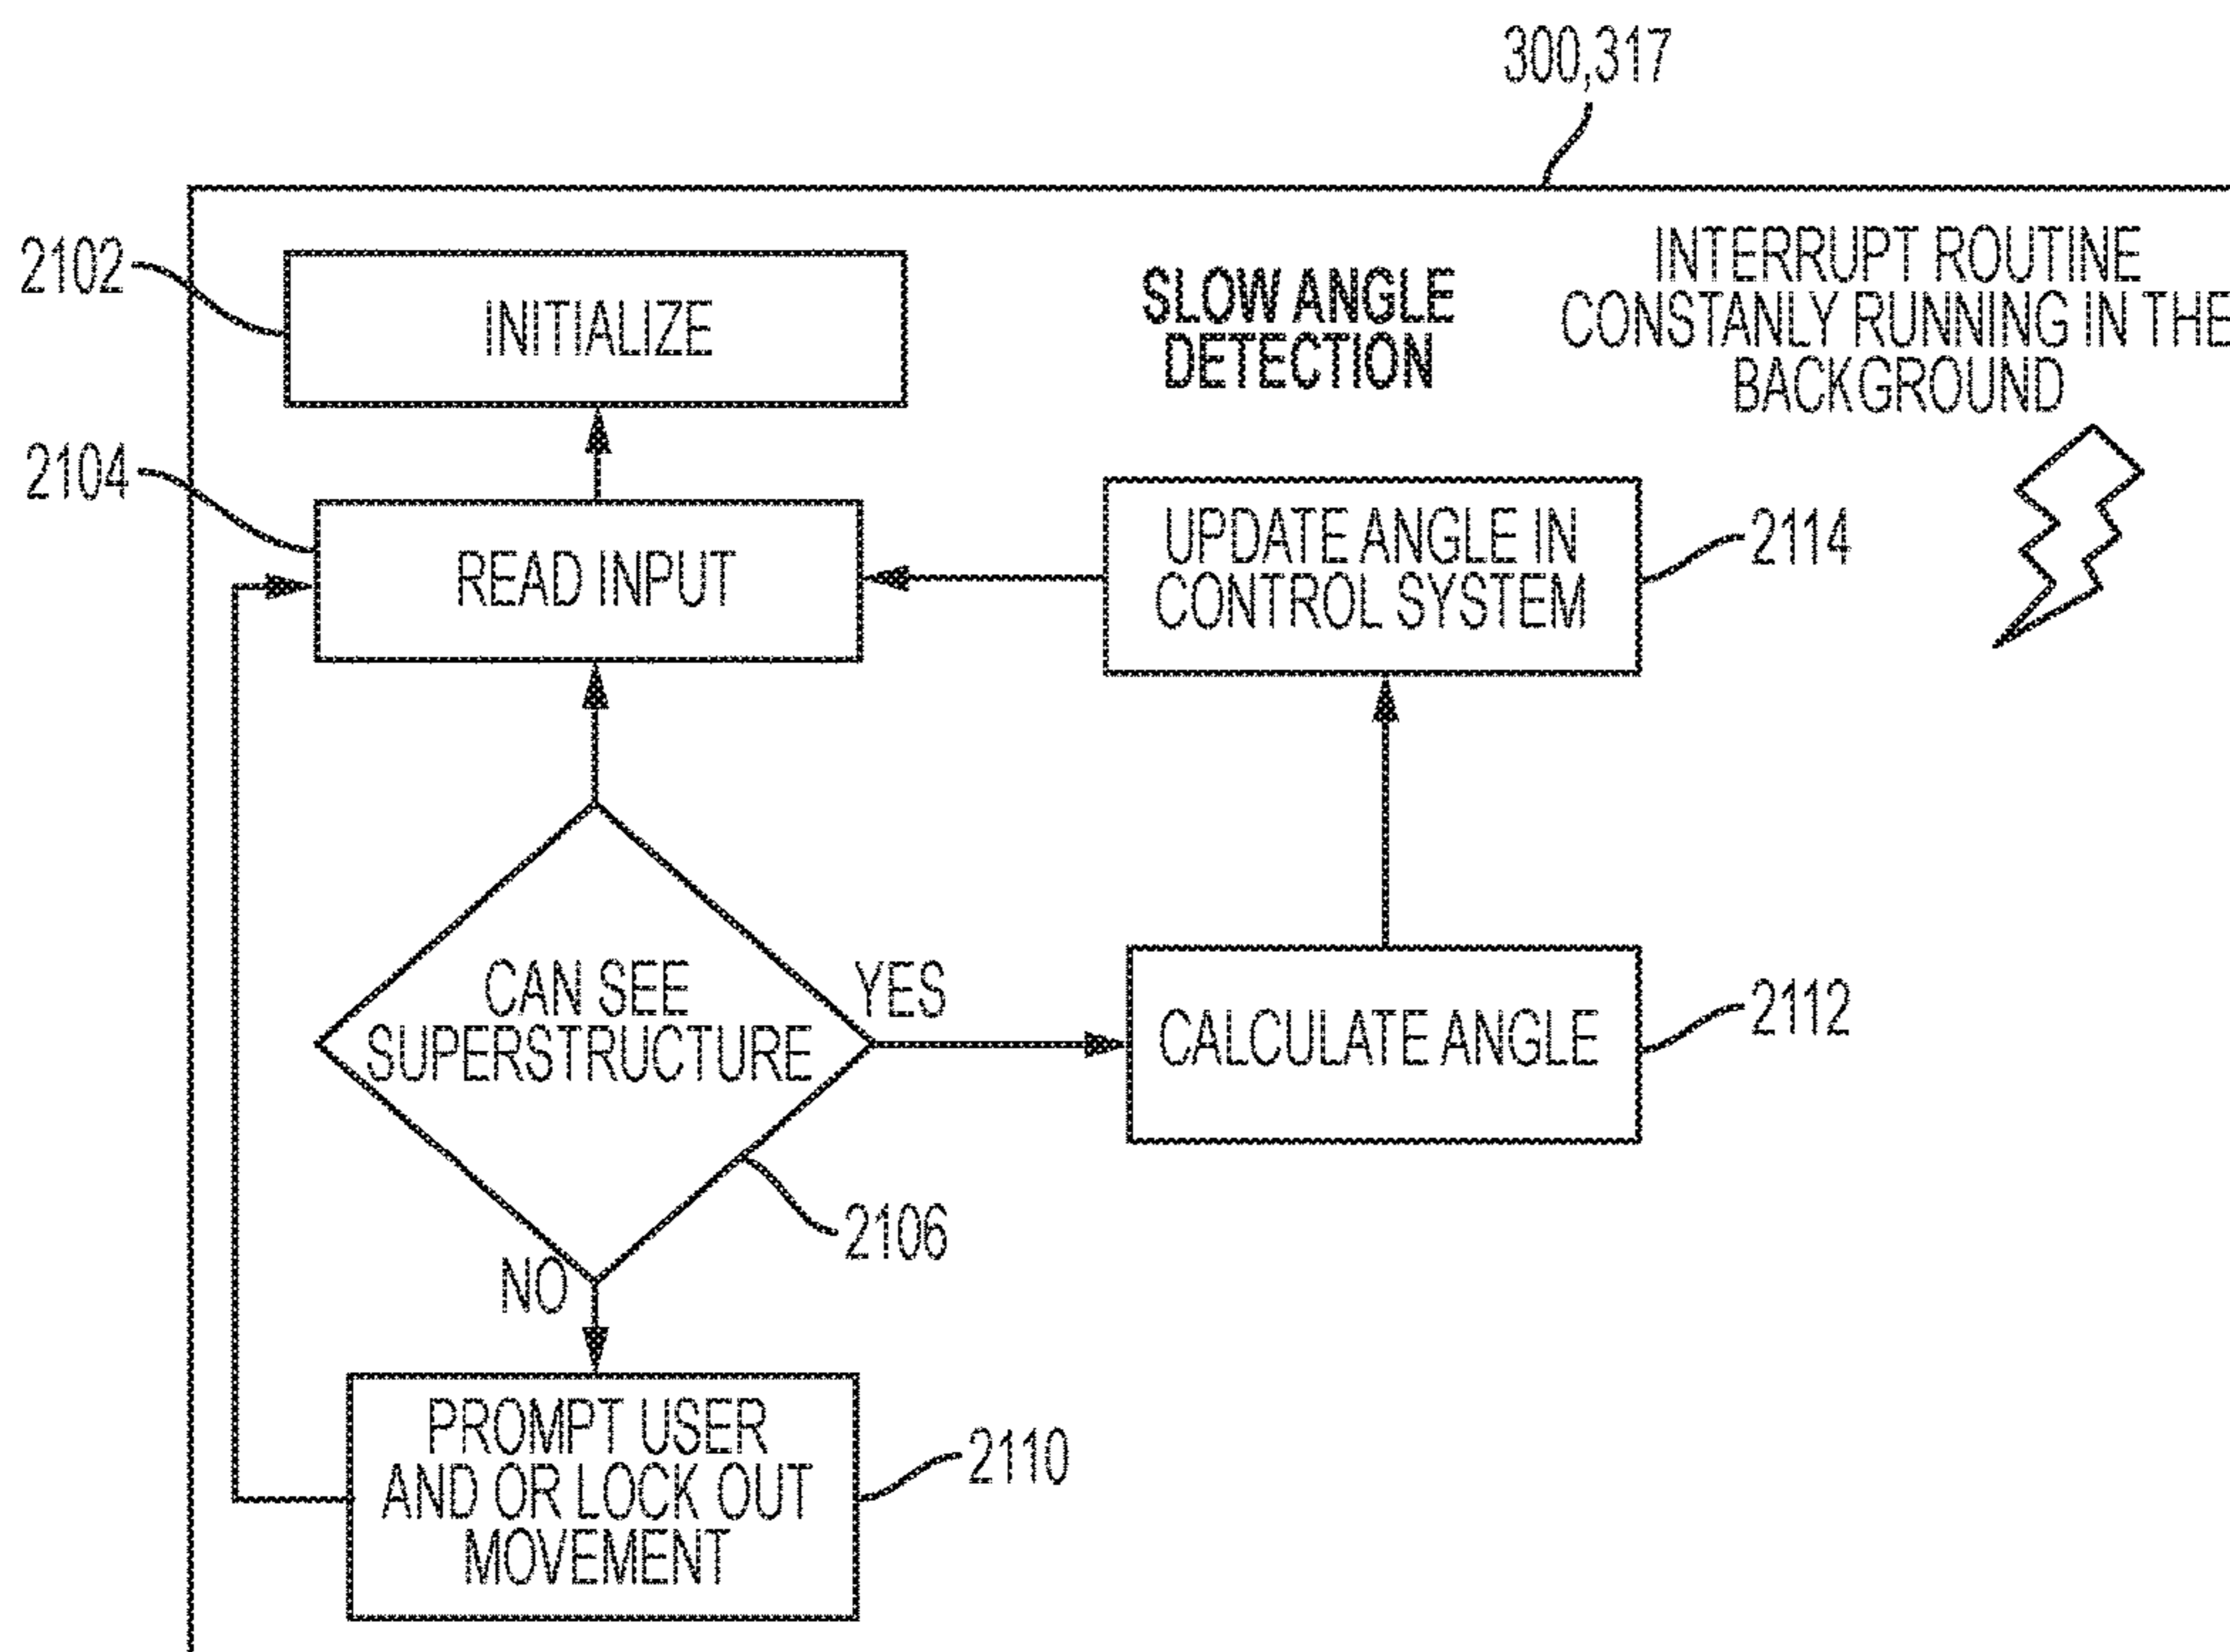 300,317
2102
INITIALIZE
SLOW ANGLE
DETECTION
INTERRUPT ROUTINE
CONSTANLY RUNNING IN THE
BACKGROUND
2104
READ INPUT
UPDATE ANGLE IN
CONTROL SYSTEM
2114
CAN SEE
SUPERSTRUCTURE
YES
CALCULATE ANGLE
2112
2106
NO
PROMPT USER
AND OR LOCK OUT
MOVEMENT
2110